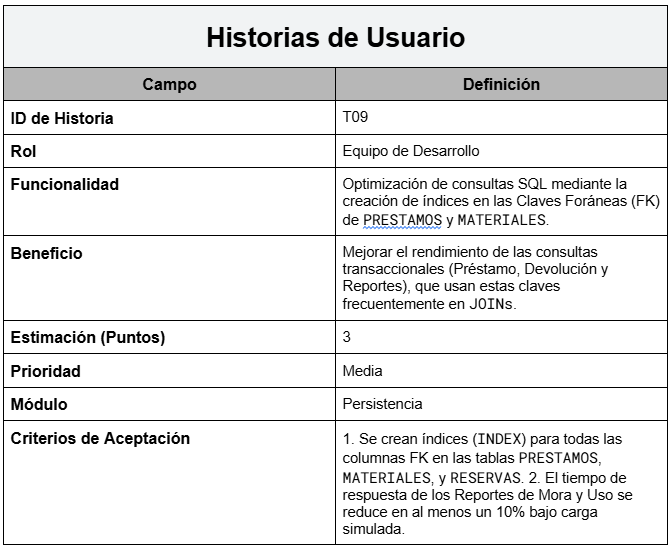 Historias de Usuario
Campo
Definición
ID de Historia
T09
Rol
Equipo de Desarrollo
Funcionalidad
Optimización de consultas SQL mediante la
creación de índices en las Claves Foráneas (FK)
de PRESTAMOS y MATERIALES.
Beneficio
Mejorar el rendimiento de las consultas
transaccionales (Préstamo, Devolución y
Reportes), que usan estas claves
frecuentemente en JOINs.
Estimación (Puntos)
3
Prioridad
Media
Módulo
Persistencia
Criterios de Aceptación
1. Se crean índices (INDEX) para todas las
columnas FK en las tablas PRESTAMOS,
MATERIALES, y RESERVAS. 2. El tiempo de
respuesta de los Reportes de Mora y Uso se
reduce en al menos un 10% bajo carga
simulada.